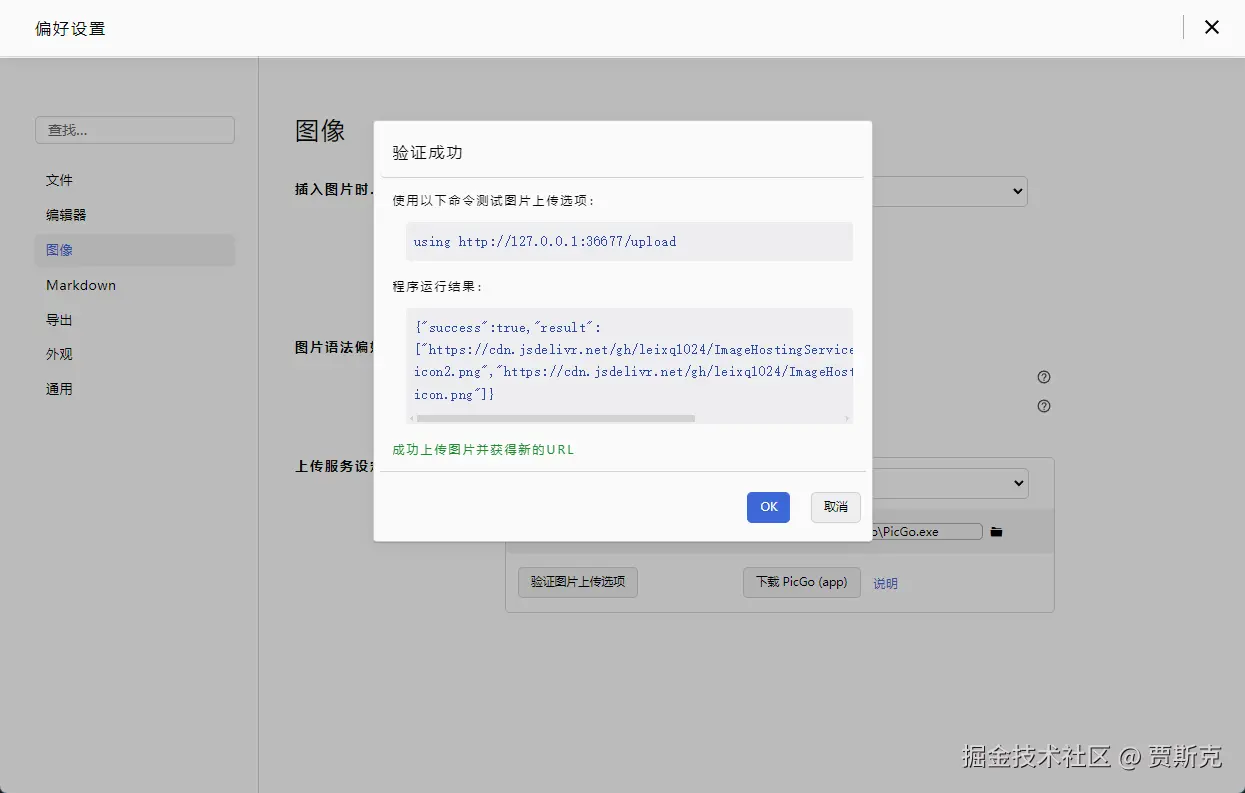 偏好设置
查找...
文件
编辑器
图像
Markdown
导出
外观
通用
图像
插入图片时.
图片语法偏好
上传服务设定
验证成功
使用以下命令测试图片上传选项：
using http://127.0.0.1:36677/upload
程序运行结果：
{"success":true,"result":
["https://cdn.jsdelivr.net/gh/leixq1024/ImageHostingService
icon2.png","https://cdn.jsdelivr.net/gh/leixq1024/ImageHost
icon.png"]}
成功上传图片并获得新的URL
OK 取消
o\PicGo.exe
验证图片上传选项 下载 PicGo (app) 说明
掘金技术社区 @ 贾斯克